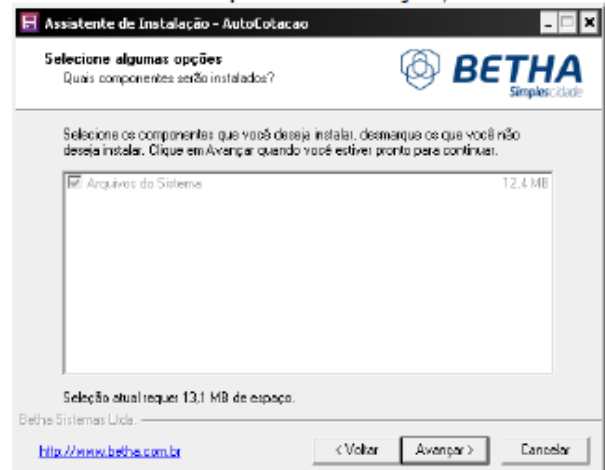 Assistente de Instalação - AutoCotacao
Selecione algumas opções
Quais componentes serão instalados?
BETHA
Simplescidade
Selecione os componentes que você deseja instalar, desmarque os que você não
deseja instalar. Clique em Avançar quando você estiver pronto para continuar.
Arquivos do Sistema 12,4 MB
Seleção atual requer 13,1 MB de espaço.
Betha Sistemas Ltda.
http://www.betha.com.br
< Voltar Avançar > Cancelar